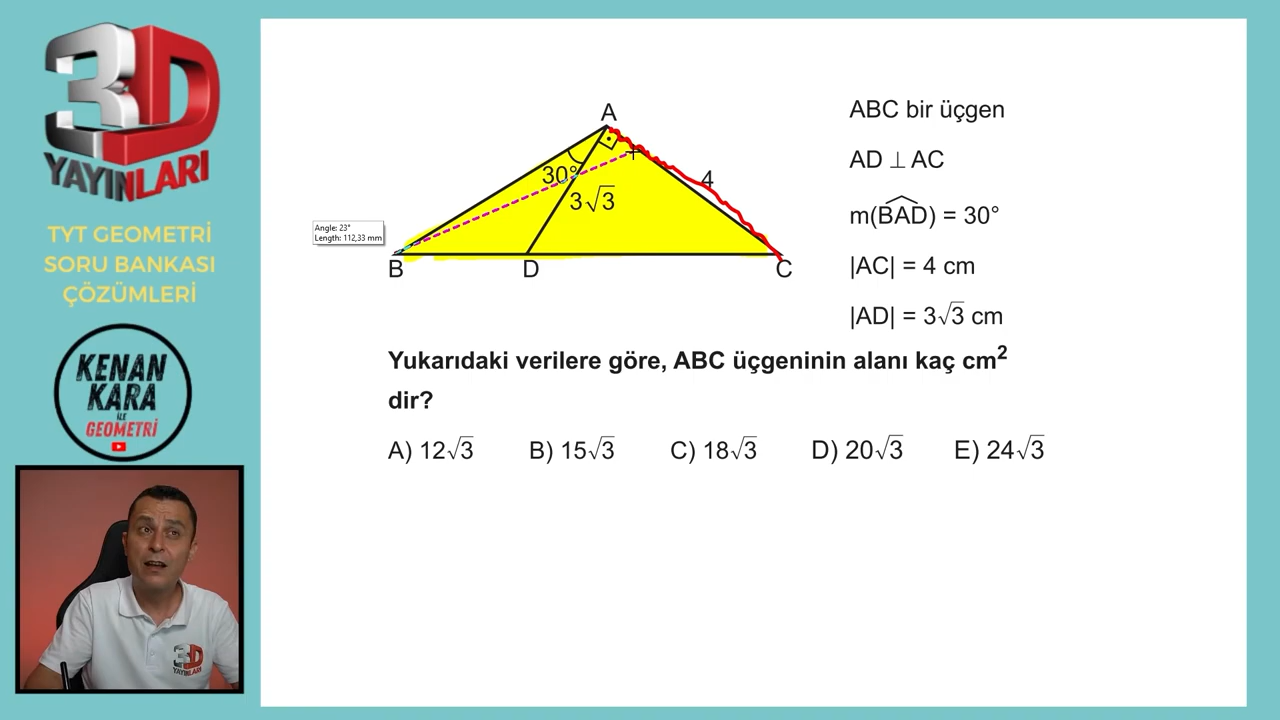 3D
YAYINLARI
TYT GEOMETRİ
SORU BANKASI
ÇÖZÜMLERİ
KENAN
KARA
İLE
GEOMETRİ
3D
YAYINLARI
A
30°
3√3
4
Angle: 23°
Length: 112,33 mm
B
D
C
ABC bir üçgen
AD ⊥ AC
m(BAD) = 30°
|AC| = 4 cm
|AD| = 3√3 cm
Yukarıdaki verilere göre, ABC üçgeninin alanı kaç cm²
dir?
A) 12√3 B) 15√3 C) 18√3 D) 20√3 E) 24√3